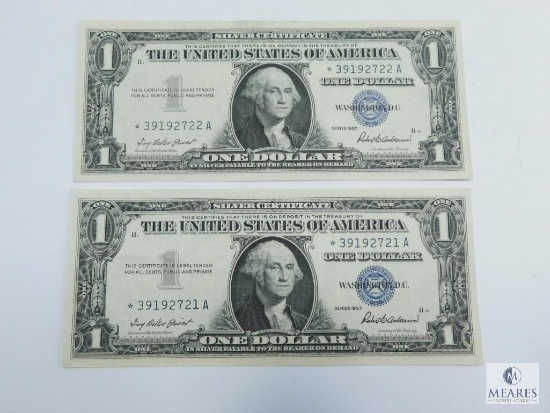 SILVER CERTIFICATE
THIS CERTIFIES THAT THERE IS ON DEPOSIT IN THE TREASURY OF
THE UNITED STATES OF AMERICA
ONE DOLLAR
* 39192722 A
THIS CERTIFICATE IS LEGAL TENDER
FOR ALL DEBTS, PUBLIC AND PRIVATE
1
WASHINGTON, D.C.
* 39192722 A
SERIES 1957
ONE DOLLAR
IN SILVER PAYABLE TO THE BEARER ON DEMAND
SILVER CERTIFICATE
THIS CERTIFIES THAT THERE IS ON DEPOSIT IN THE TREASURY OF
THE UNITED STATES OF AMERICA
* 39192721 A
ONE DOLLAR
THIS CERTIFICATE IS LEGAL TENDER
FOR ALL DEBTS, PUBLIC AND PRIVATE
1
WASHINGTON, D.C.
* 39192721 A
SERIES 1957
ONE DOLLAR
IN SILVER PAYABLE TO THE BEARER ON DEMAND
M
MEARES